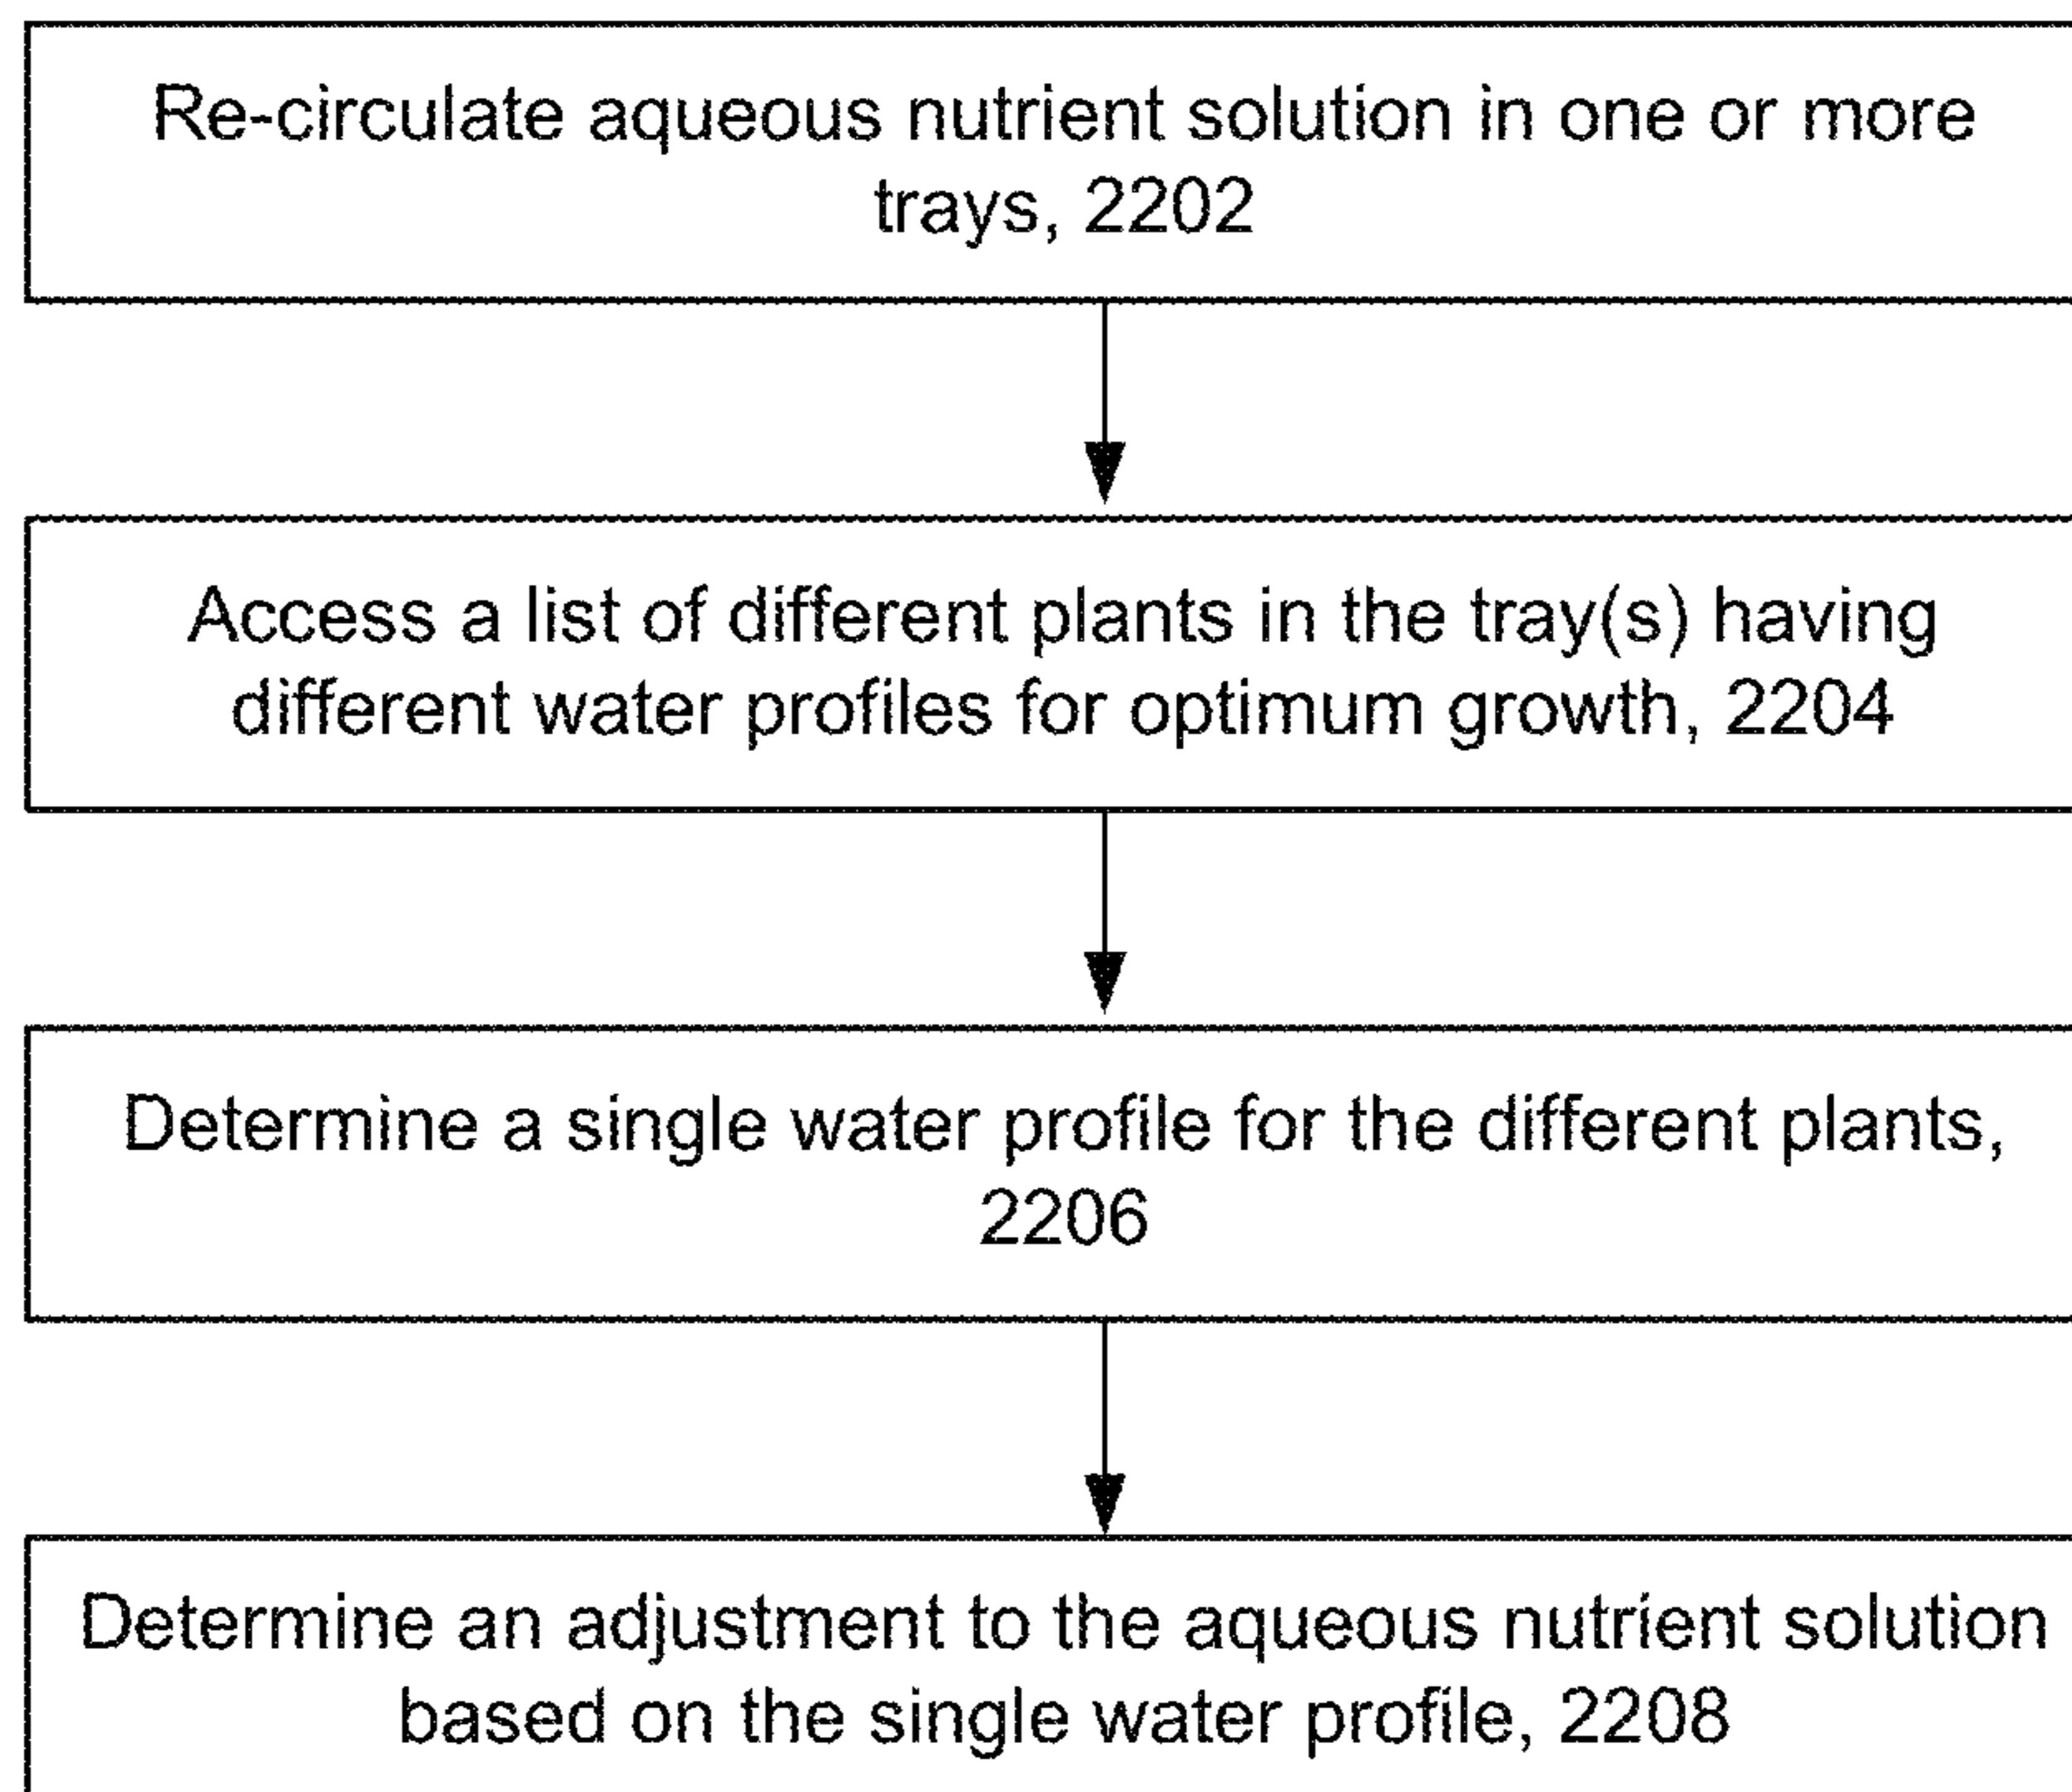 Re-circulate aqueous nutrient solution in one or more
trays, 2202
Access a list of different plants in the tray(s) having
different water profiles for optimum growth, 2204
Determine a single water profile for the different plants,
2206
Determine an adjustment to the aqueous nutrient solution
based on the single water profile, 2208